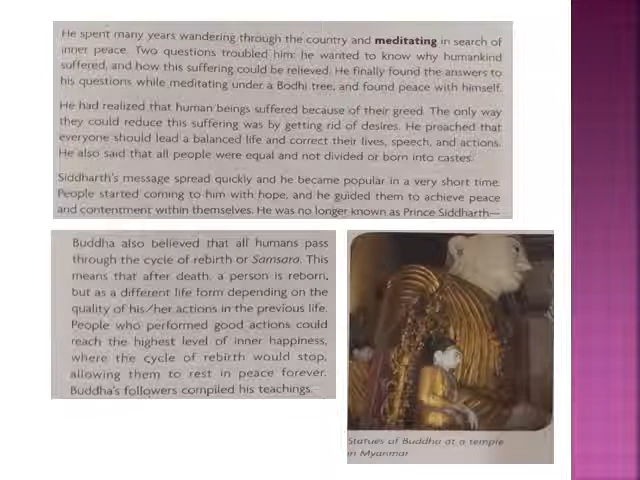 He spent many years wandering through the country and meditating in search of
inner peace. Two questions troubled him: he wanted to know why humankind
suffered, and how this suffering could be relieved. He finally found the answers to
his questions while meditating under a Bodhi tree, and found peace with himself.
He had realized that human beings suffered because of their greed. The only way
they could reduce this suffering was by getting rid of desires. He preached that
everyone should lead a balanced life and correct their lives, speech, and actions.
He also said that all people were equal and not divided or born into castes.
Siddharth's message spread quickly and he became popular in a very short time.
People started coming to him with hope, and he guided them to achieve peace
and contentment within themselves. He was no longer known as Prince Siddharth—
Buddha also believed that all humans pass
through the cycle of rebirth or Samsara. This
means that after death, a person is reborn,
but as a different life form depending on the
quality of his/her actions in the previous life.
People who performed good actions could
reach the highest level of inner happiness,
where the cycle of rebirth would stop,
allowing them to rest in peace forever.
Buddha's followers compiled his teachings.
Statues of Buddha at a temple
in Myanmar